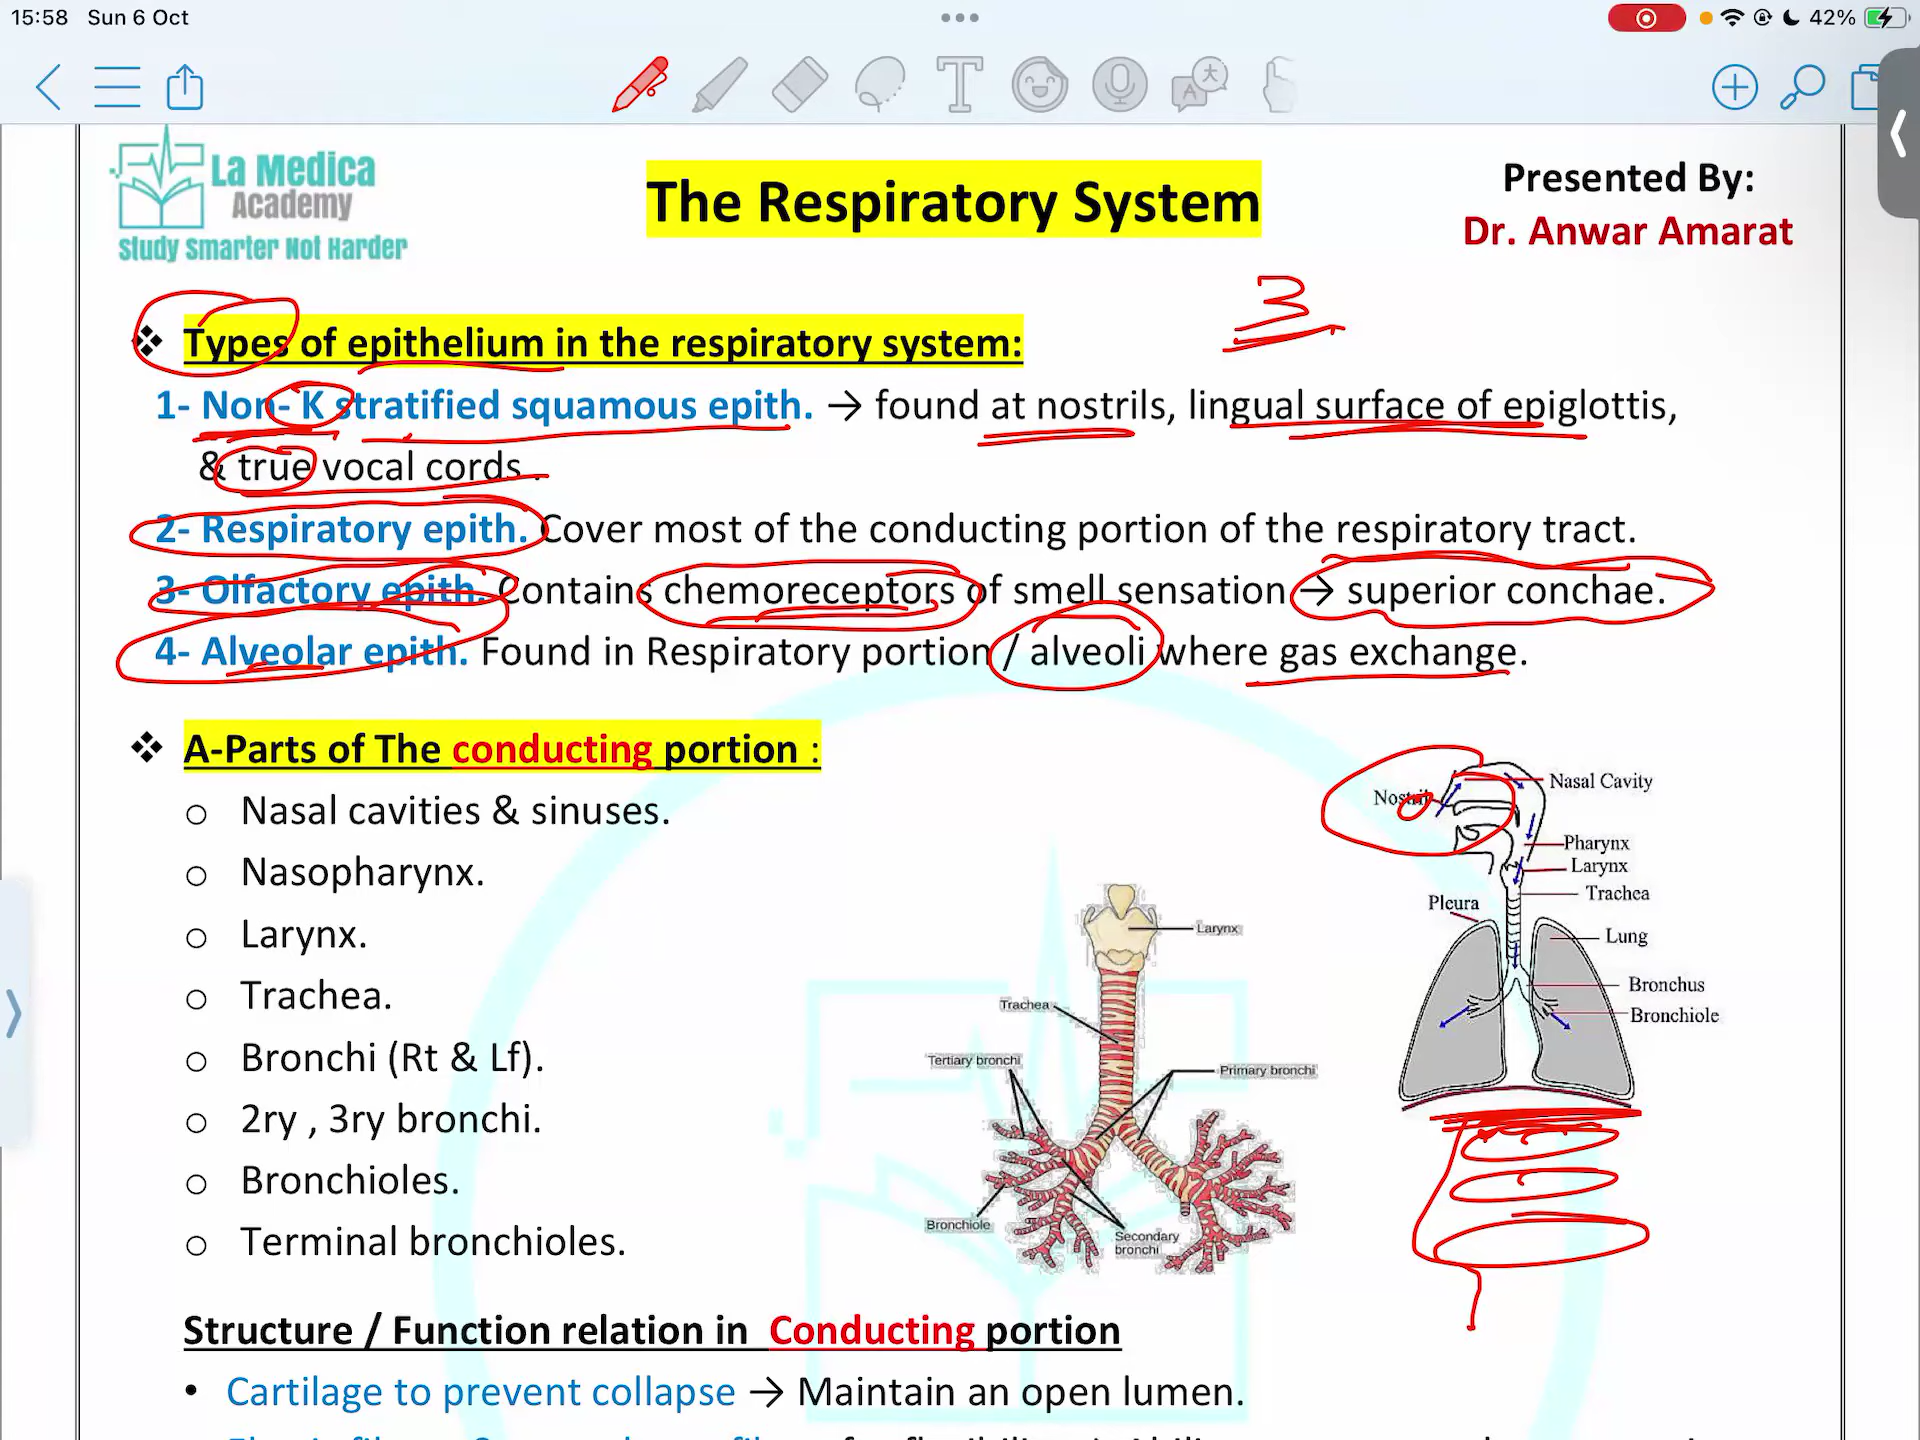 15:58 Sun 6 Oct
42%
La Medica
Academy
Study Smarter Not Harder
The Respiratory System
Presented By:
Dr. Anwar Amarat
3
❖ Types of epithelium in the respiratory system:
1- Non- K stratified squamous epith. → found at nostrils, lingual surface of epiglottis,
& true vocal cords .
2- Respiratory epith. Cover most of the conducting portion of the respiratory tract.
3- Olfactory epith. Contains chemoreceptors of smell sensation → superior conchae.
4- Alveolar epith. Found in Respiratory portion / alveoli where gas exchange.
❖ A-Parts of The conducting portion :
o Nasal cavities & sinuses.
o Nasopharynx.
o Larynx.
o Trachea.
o Bronchi (Rt & Lf).
o 2ry , 3ry bronchi.
o Bronchioles.
o Terminal bronchioles.
Larynx
Trachea
Tertiary bronchi
Primary bronchi
Bronchiole
Secondary
bronchi
Nostril
Nasal Cavity
Pharynx
Larynx
Trachea
Pleura
Lung
Bronchus
Bronchiole
Structure / Function relation in Conducting portion
• Cartilage to prevent collapse → Maintain an open lumen.